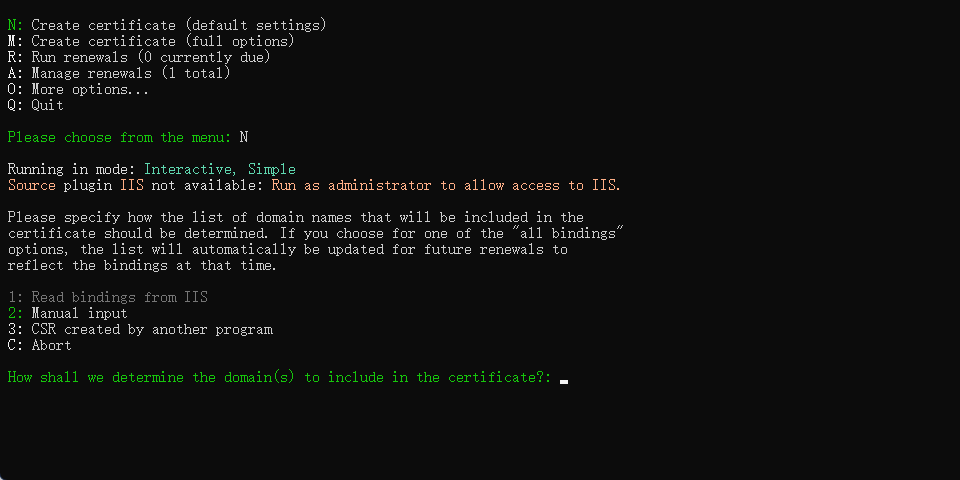 N: Create certificate (default settings)
M: Create certificate (full options)
R: Run renewals (0 currently due)
A: Manage renewals (1 total)
O: More options...
Q: Quit
Please choose from the menu: N
Running in mode: Interactive, Simple
Source plugin IIS not available: Run as administrator to allow access to IIS.
Please specify how the list of domain names that will be included in the
certificate should be determined. If you choose for one of the "all bindings"
options, the list will automatically be updated for future renewals to
reflect the bindings at that time.
1: Read bindings from IIS
2: Manual input
3: CSR created by another program
C: Abort
How shall we determine the domain(s) to include in the certificate?: